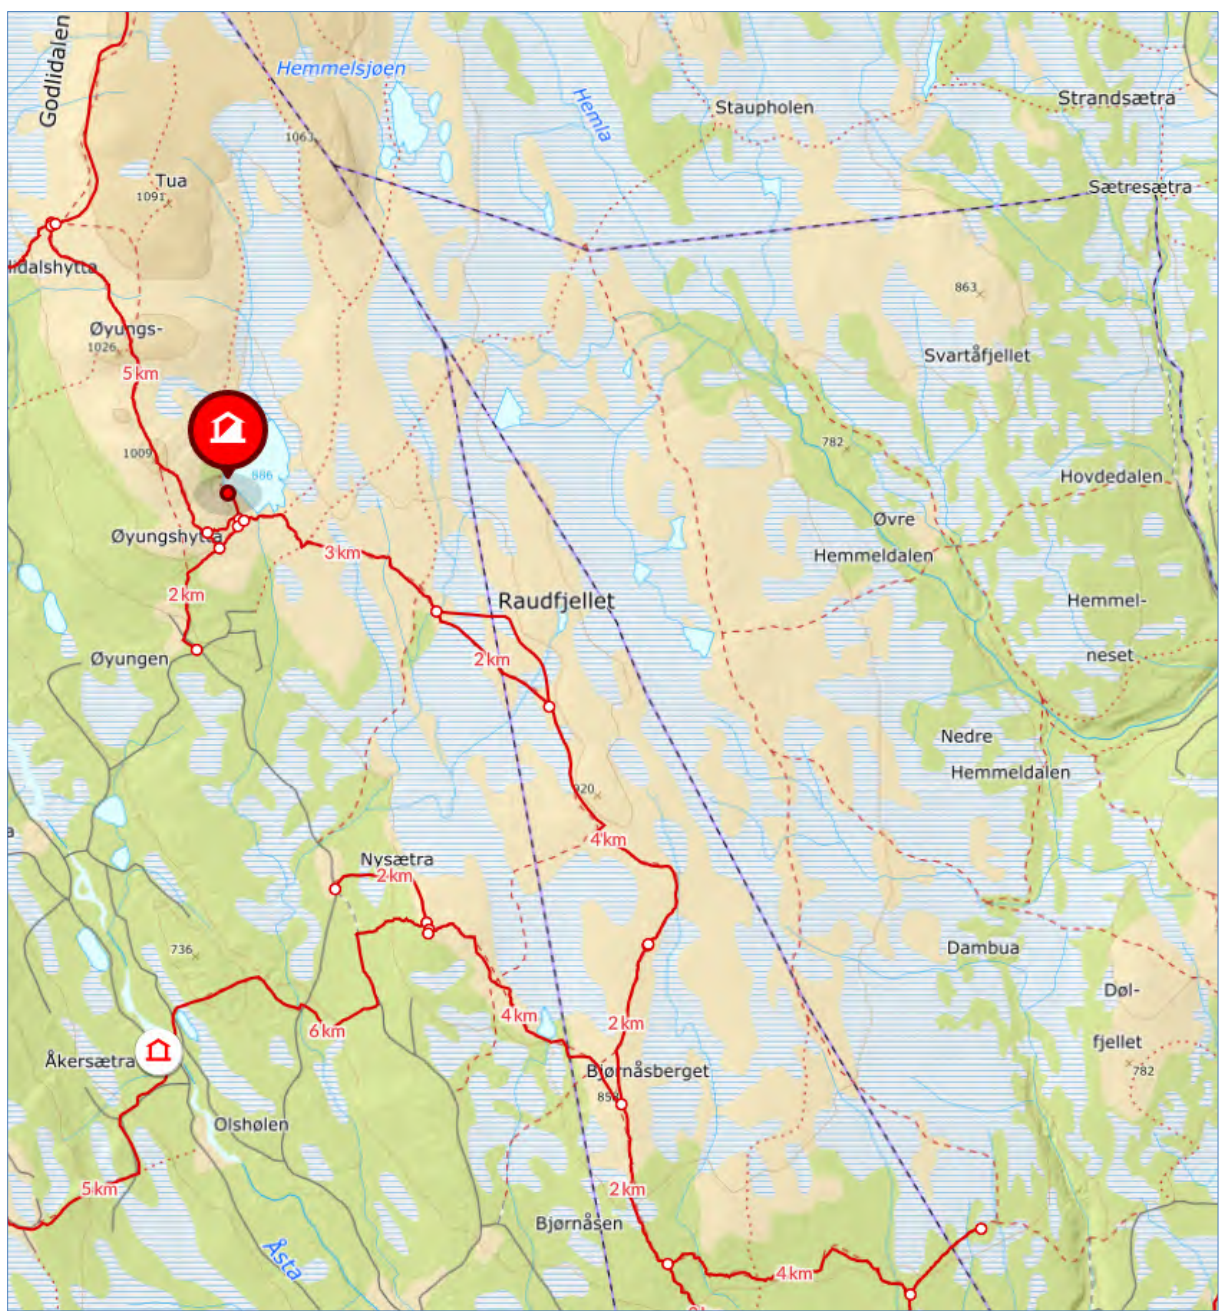 Godlidalen
Hemmelsjøen
Hemla
Staupholen
Strandsætra
1063
Tua
1091
Sætresætra
lidalshytta
863
Øyungs-
1026
Svartåfjellet
5 km
782
1009
886
Hovdedalen
Øvre
Øyungshytta
3 km
Hemmeldalen
2 km
Raudfjellet
Hemmel-
neset
Øyungen
2 km
Nedre
Hemmeldalen
920
a
4 km
Nysætra
2 km
736
Dambua
Døl-
4 km
2 km
6 km
fjellet
Åkersætra
Bjørnåsberget
782
Olshølen
5 km
2 km
Bjørnåsen
Åsta
4 km